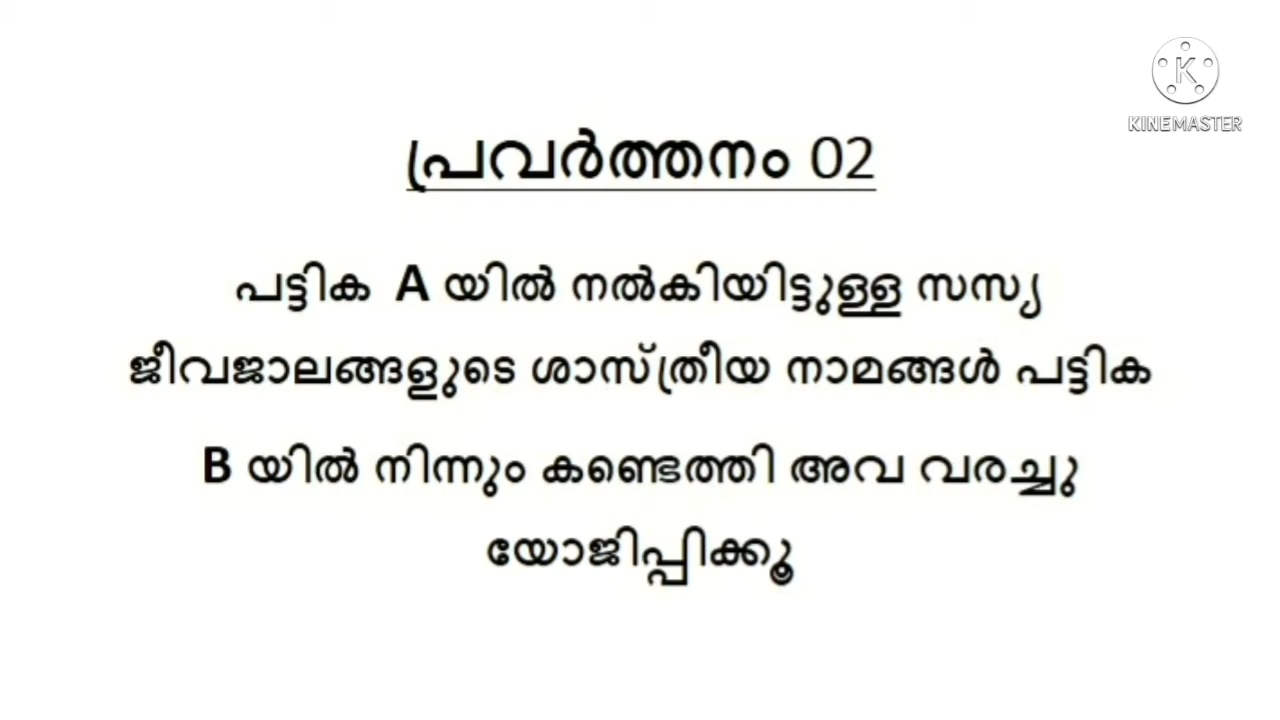 K
KINEMASTER
പ്രവർത്തനം 02
പട്ടിക A യിൽ നൽകിയിട്ടുള്ള സസ്യ
ജീവജാലങ്ങളുടെ ശാസ്ത്രീയ നാമങ്ങൾ പട്ടിക
B യിൽ നിന്നും കണ്ടെത്തി അവ വരച്ചു
യോജിപ്പിക്കൂ